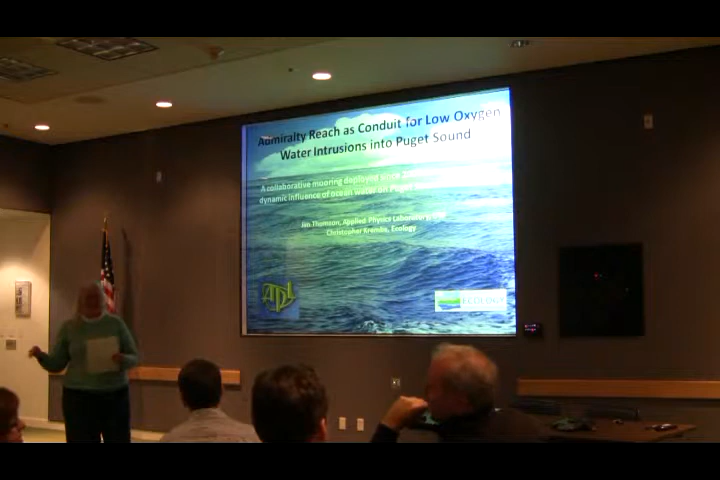 Admiralty Reach as Conduit for Low Oxygen
Water Intrusions into Puget Sound
A collaborative mooring deployed since
dynamic influence of ocean water on Puget
Jim Thomson, Applied Physics Laboratory
Christopher Krembs, Ecology
APL
ECOLOGY